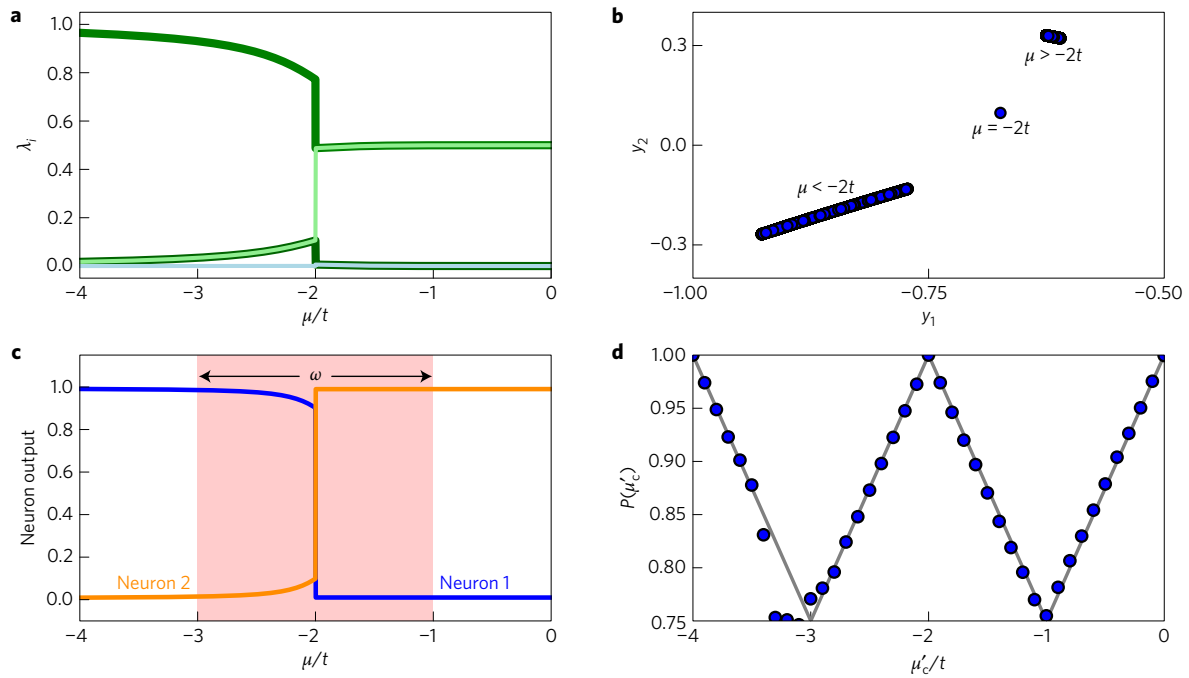 a
1.0
0.8
0.6
0.4
0.2
0.0
λi
−4
−3
−2
−1
0
μ/t
b
0.3
0.0
−0.3
y2
μ > −2t
μ = −2t
μ < −2t
−1.00
−0.75
−0.50
y1
c
1.0
0.8
0.6
0.4
0.2
0.0
Neuron output
ω
Neuron 2
Neuron 1
−4
−3
−2
−1
0
μ/t
d
1.00
0.95
0.90
0.85
0.80
0.75
P(μ′c)
−4
−3
−2
−1
0
μ′c/t